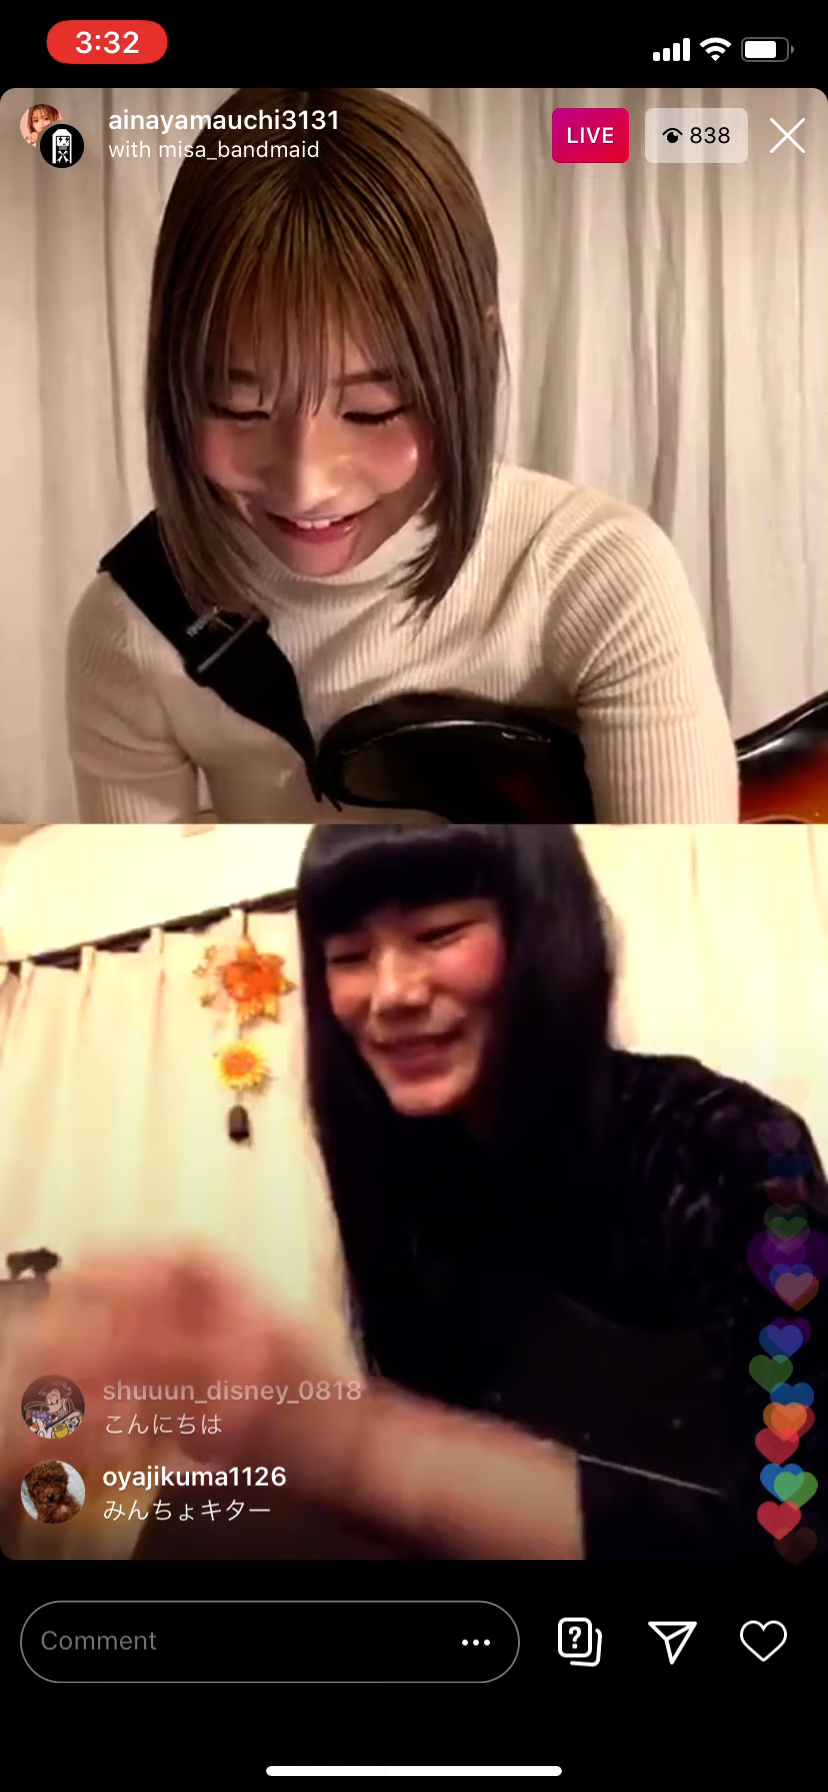 3:32
ainayamauchi3131
with misa_bandmaid
LIVE
838
shuuun_disney_0818
こんにちは
oyajikuma1126
みんちょキター
Comment